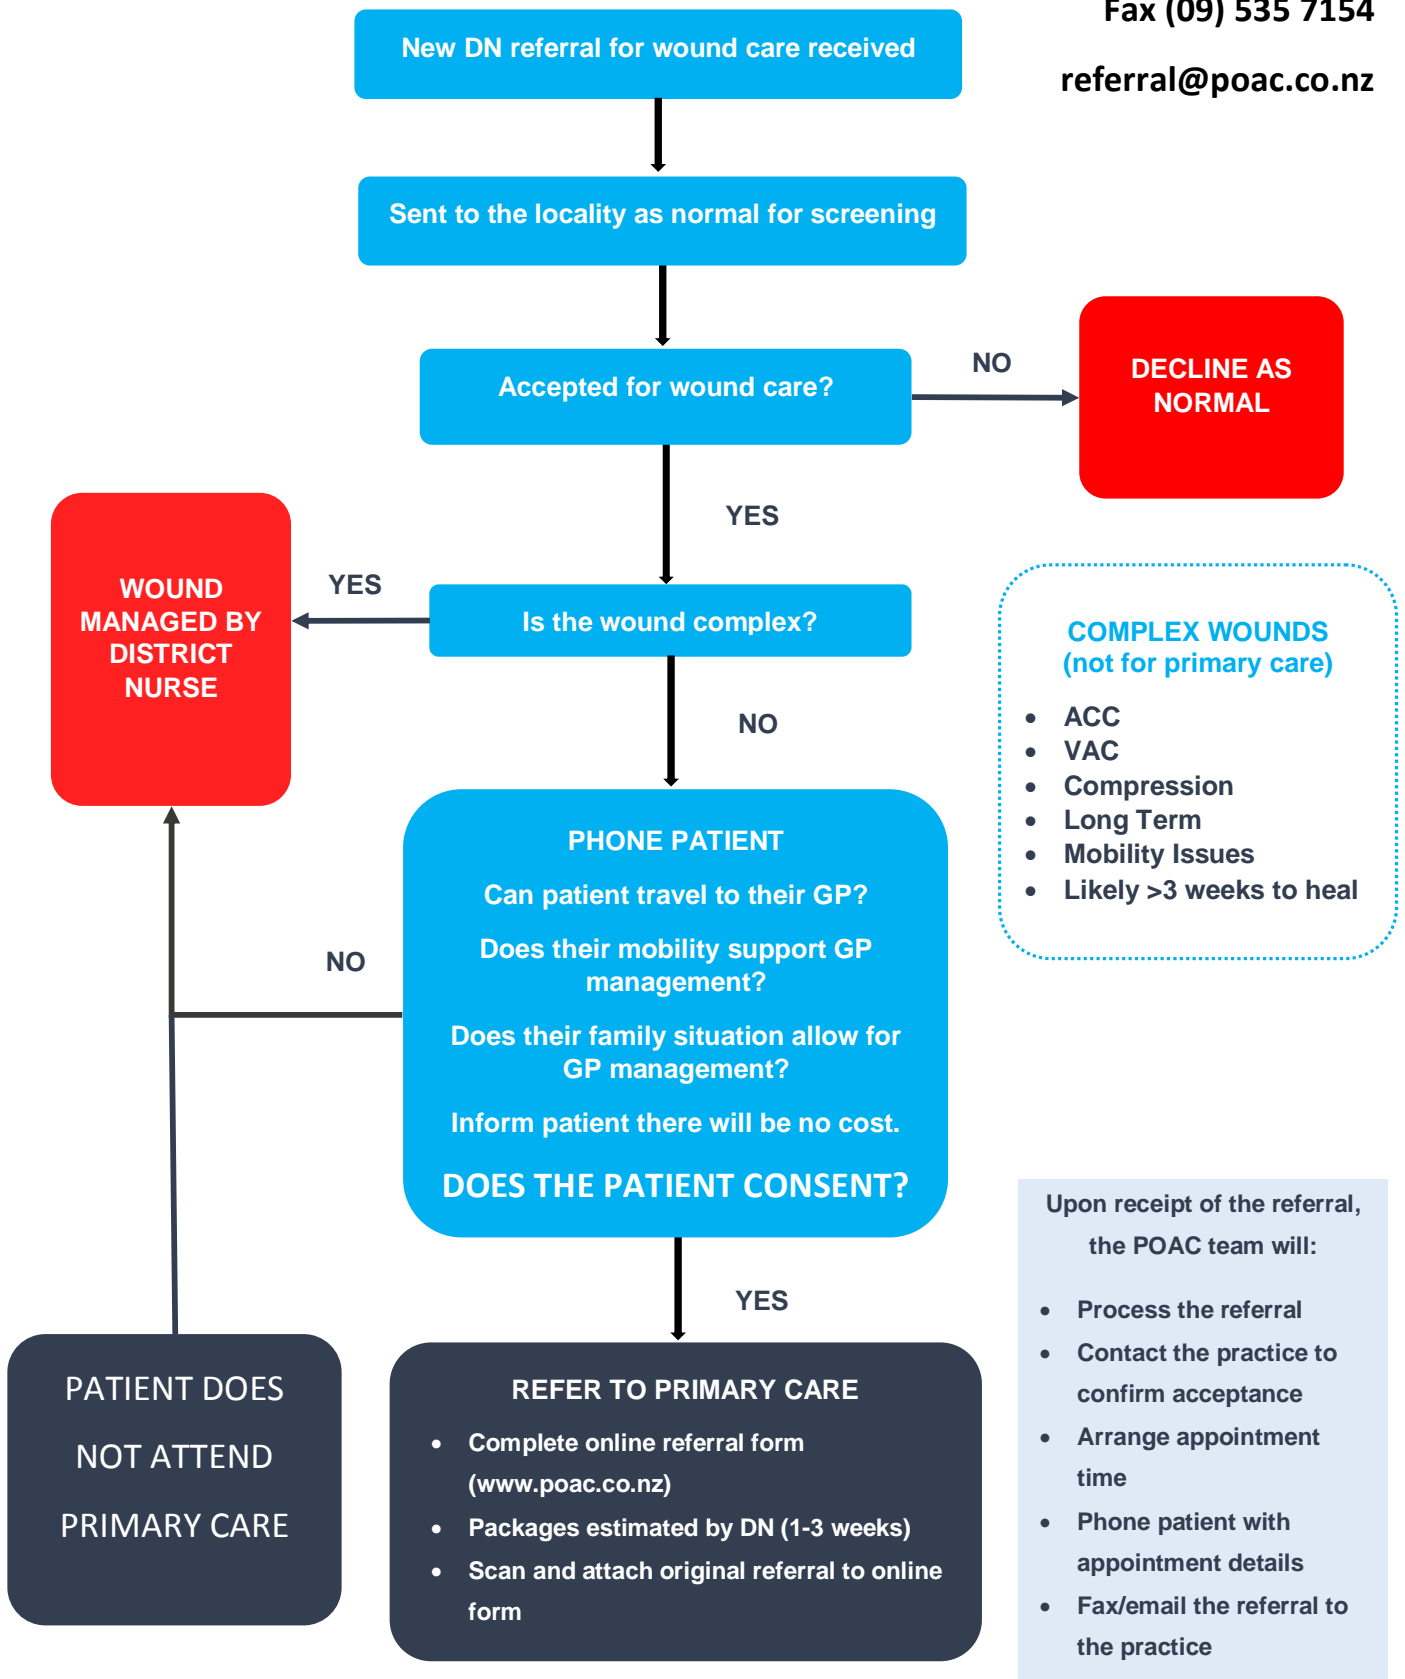 Fax (09) 535 7154
referral@poac.co.nz
New DN referral for wound care received
Sent to the locality as normal for screening
Accepted for wound care?
NO
DECLINE AS
NORMAL
YES
WOUND
MANAGED BY
DISTRICT
NURSE
YES
Is the wound complex?
COMPLEX WOUNDS
(not for primary care)
• ACC
• VAC
• Compression
• Long Term
• Mobility Issues
• Likely >3 weeks to heal
NO
PHONE PATIENT
Can patient travel to their GP?
Does their mobility support GP
management?
Does their family situation allow for
GP management?
Inform patient there will be no cost.
DOES THE PATIENT CONSENT?
NO
YES
PATIENT DOES
NOT ATTEND
PRIMARY CARE
REFER TO PRIMARY CARE
• Complete online referral form
(www.poac.co.nz)
• Packages estimated by DN (1-3 weeks)
• Scan and attach original referral to online
form
Upon receipt of the referral,
the POAC team will:
• Process the referral
• Contact the practice to
confirm acceptance
• Arrange appointment
time
• Phone patient with
appointment details
• Fax/email the referral to
the practice